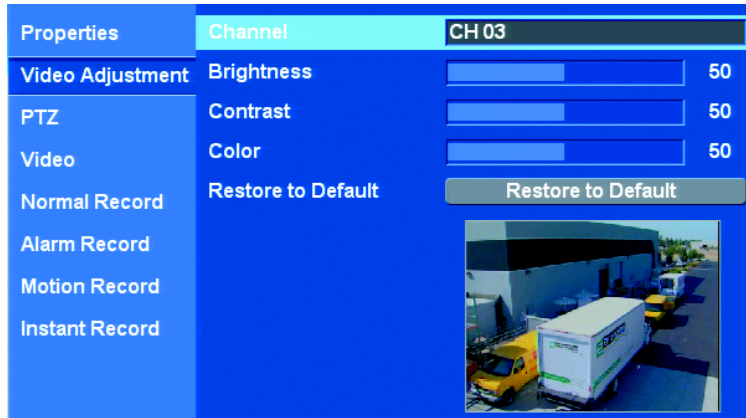 Properties
Video Adjustment
PTZ
Video
Normal Record
Alarm Record
Motion Record
Instant Record
Channel CH 03
Brightness 50
Contrast 50
Color 50
Restore to Default Restore to Default